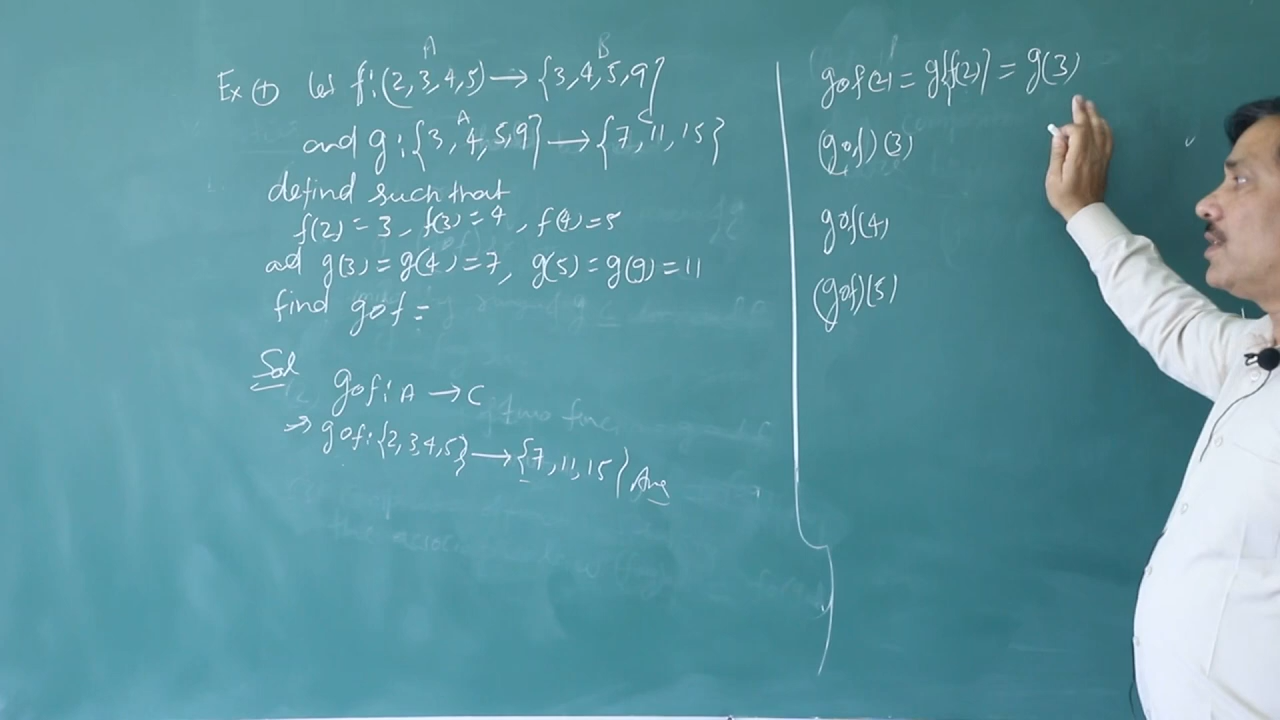 A B
Ex ① let f:(2,3,4,5) → {3,4,5,9}
A C
and g:{3,4,5,9} → {7,11,15}
defind such that
f(2) = 3, f(3) = 4, f(4) = 5
ad g(3) = g(4) = 7, g(5) = g(9) = 11
find gof =
Sol
gof: A → C
⇒ gof:{2,3,4,5} → {7,11,15} Ans
gof(2) = g{f(2)} = g(3)
(gof)(3)
gof(4)
(gof)(5)